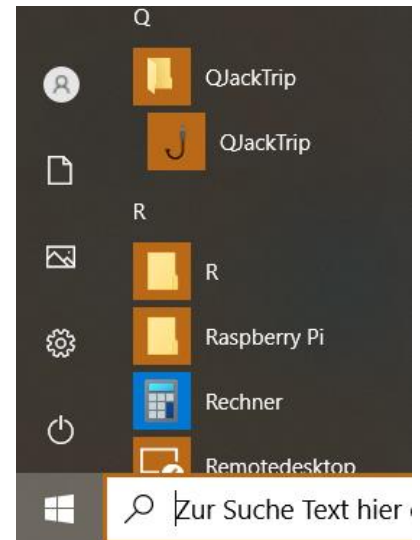 Q
QJackTrip
QJackTrip
R
R
Raspberry Pi
Rechner
Remotedesktop
Zur Suche Text hier